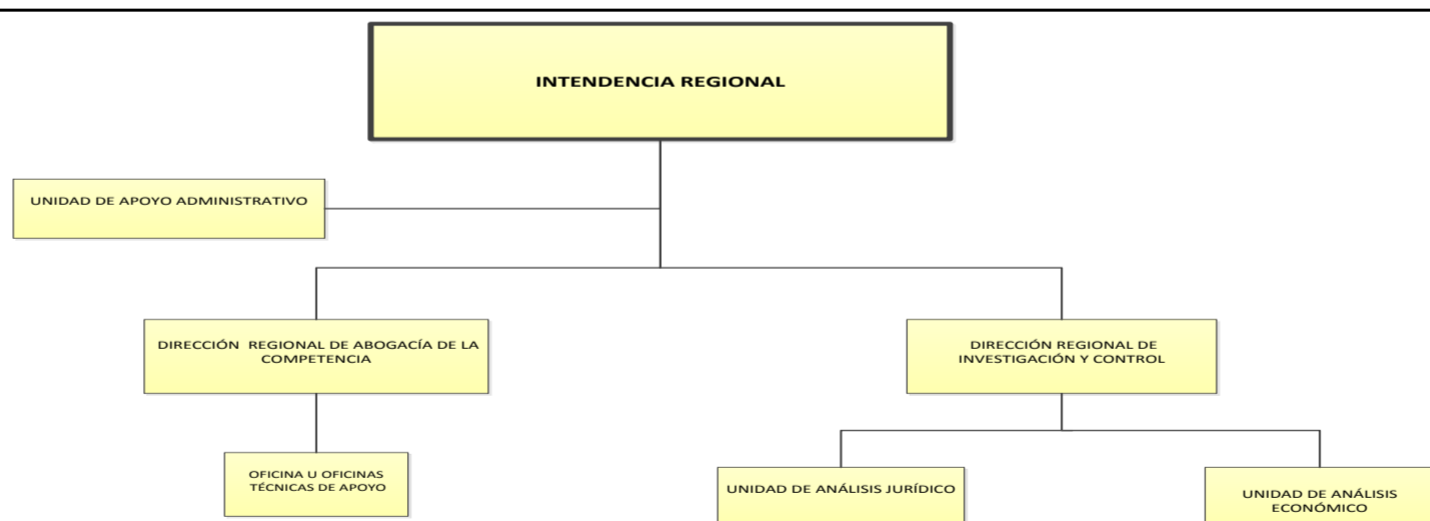 INTENDENCIA REGIONAL
UNIDAD DE APOYO ADMINISTRATIVO
DIRECCIÓN REGIONAL DE ABOGACÍA DE LA
COMPETENCIA
DIRECCIÓN REGIONAL DE
INVESTIGACIÓN Y CONTROL
OFICINA U OFICINAS
TÉCNICAS DE APOYO
UNIDAD DE ANÁLISIS JURÍDICO
UNIDAD DE ANÁLISIS
ECONÓMICO